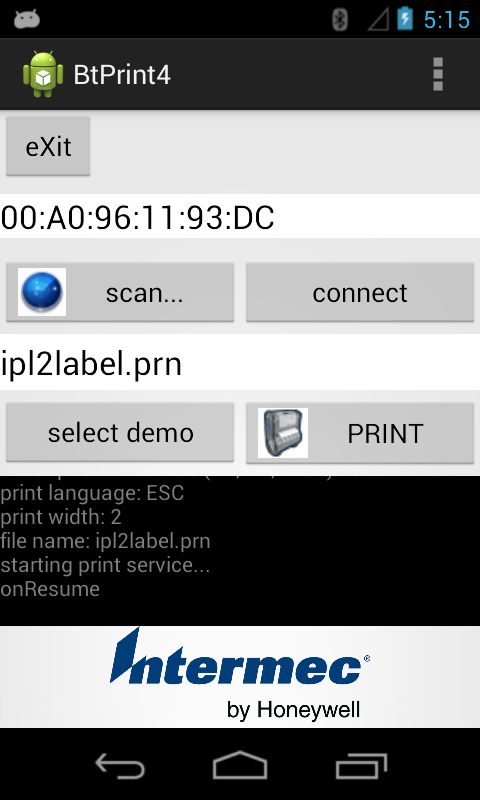 5:15
BtPrint4
eXit
00:A0:96:11:93:DC
scan...
connect
ipl2label.prn
select demo
PRINT
print language: ESC
print width: 2
file name: ipl2label.prn
starting print service...
onResume
Intermec®
by Honeywell